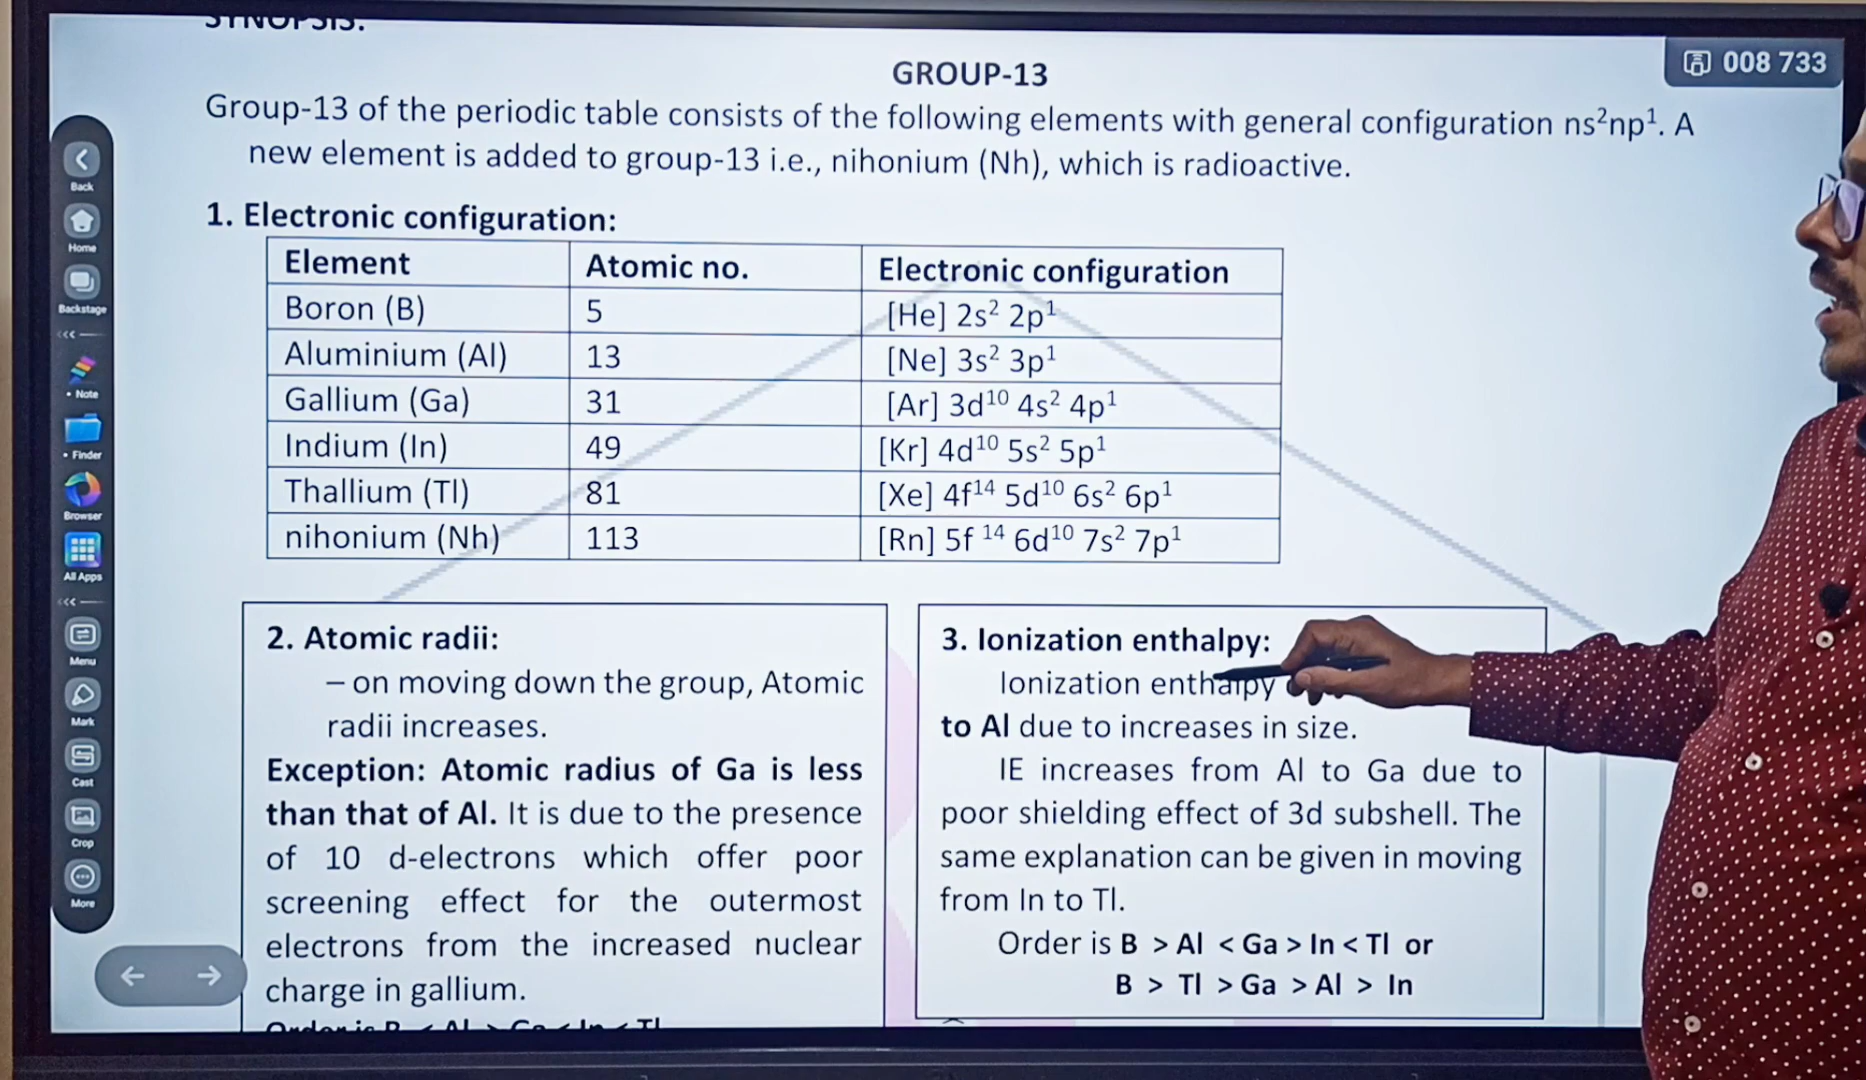 SYNOPSIS:
008 733
GROUP-13
Group-13 of the periodic table consists of the following elements with general configuration ns²np¹. A
new element is added to group-13 i.e., nihonium (Nh), which is radioactive.
1. Electronic configuration:
Element Atomic no. Electronic configuration
Boron (B) 5 [He] 2s² 2p¹
Aluminium (Al) 13 [Ne] 3s² 3p¹
Gallium (Ga) 31 [Ar] 3d¹⁰ 4s² 4p¹
Indium (In) 49 [Kr] 4d¹⁰ 5s² 5p¹
Thallium (Tl) 81 [Xe] 4f¹⁴ 5d¹⁰ 6s² 6p¹
nihonium (Nh) 113 [Rn] 5f ¹⁴ 6d¹⁰ 7s² 7p¹
2. Atomic radii:
– on moving down the group, Atomic
radii increases.
Exception: Atomic radius of Ga is less
than that of Al. It is due to the presence
of 10 d-electrons which offer poor
screening effect for the outermost
electrons from the increased nuclear
charge in gallium.
Order is B < Al > Ga < In < Tl
3. Ionization enthalpy:
Ionization enthalpy
to Al due to increases in size.
IE increases from Al to Ga due to
poor shielding effect of 3d subshell. The
same explanation can be given in moving
from In to Tl.
Order is B > Al < Ga > In < Tl or
B > Tl > Ga > Al > In
Back
Home
Backstage
Note
Finder
Browser
All Apps
Menu
Mark
Cast
Crop
More